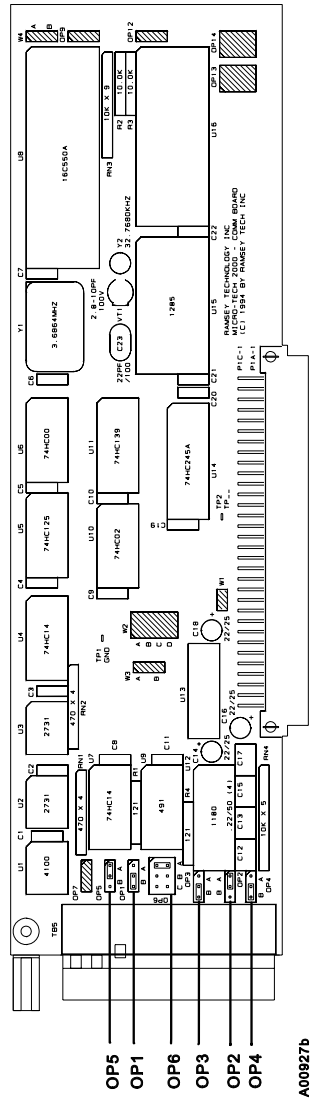 W4
A
B
OP9
OP12
OP14
OP13
U8
16C550A
10K X 9
RN3
R2
10.0K
R3
10.0K
U16
C7
Y2
32.7680KHZ
2.8-10PF
100V
VT1
C23
22PF
/100
Y1
3.6864MHZ
C6
C22
1285
U15
C21
C20
RAMSEY TECHNOLOGY INC
MICRO-TECH 2000 - COMM BOARD
(C) 1994 BY RAMSEY TECH INC
P1C-1
P1A-1
U6
74HC00
C5
U11
74HC139
C10
74HC245A
U14
C19
U5
74HC125
C4
U10
74HC02
C9
TP2
TP__
U4
74HC14
C3
TP1
GND
W2
A
B
C
D
W3
A
B
W1
C18
22/25
U13
C16
22/25
C14
22/25
U3
2731
470 X 4
RN2
C2
U2
2731
C1
RN1
470 X 4
U7
74HC14
C8
R1
121
U9
491
C11
U12
R4
121
1180
.22/50 (4)
C17
C15
C13
C12
RN4
10K X 5
U1
4100
OP7
OP5
B
A
OP1
B
A
OP6
C
B
A
OP3
B
A
OP2
B
A
OP4
B
A
TB5
OP5
OP1
OP6
OP3
OP2
OP4
A00927b